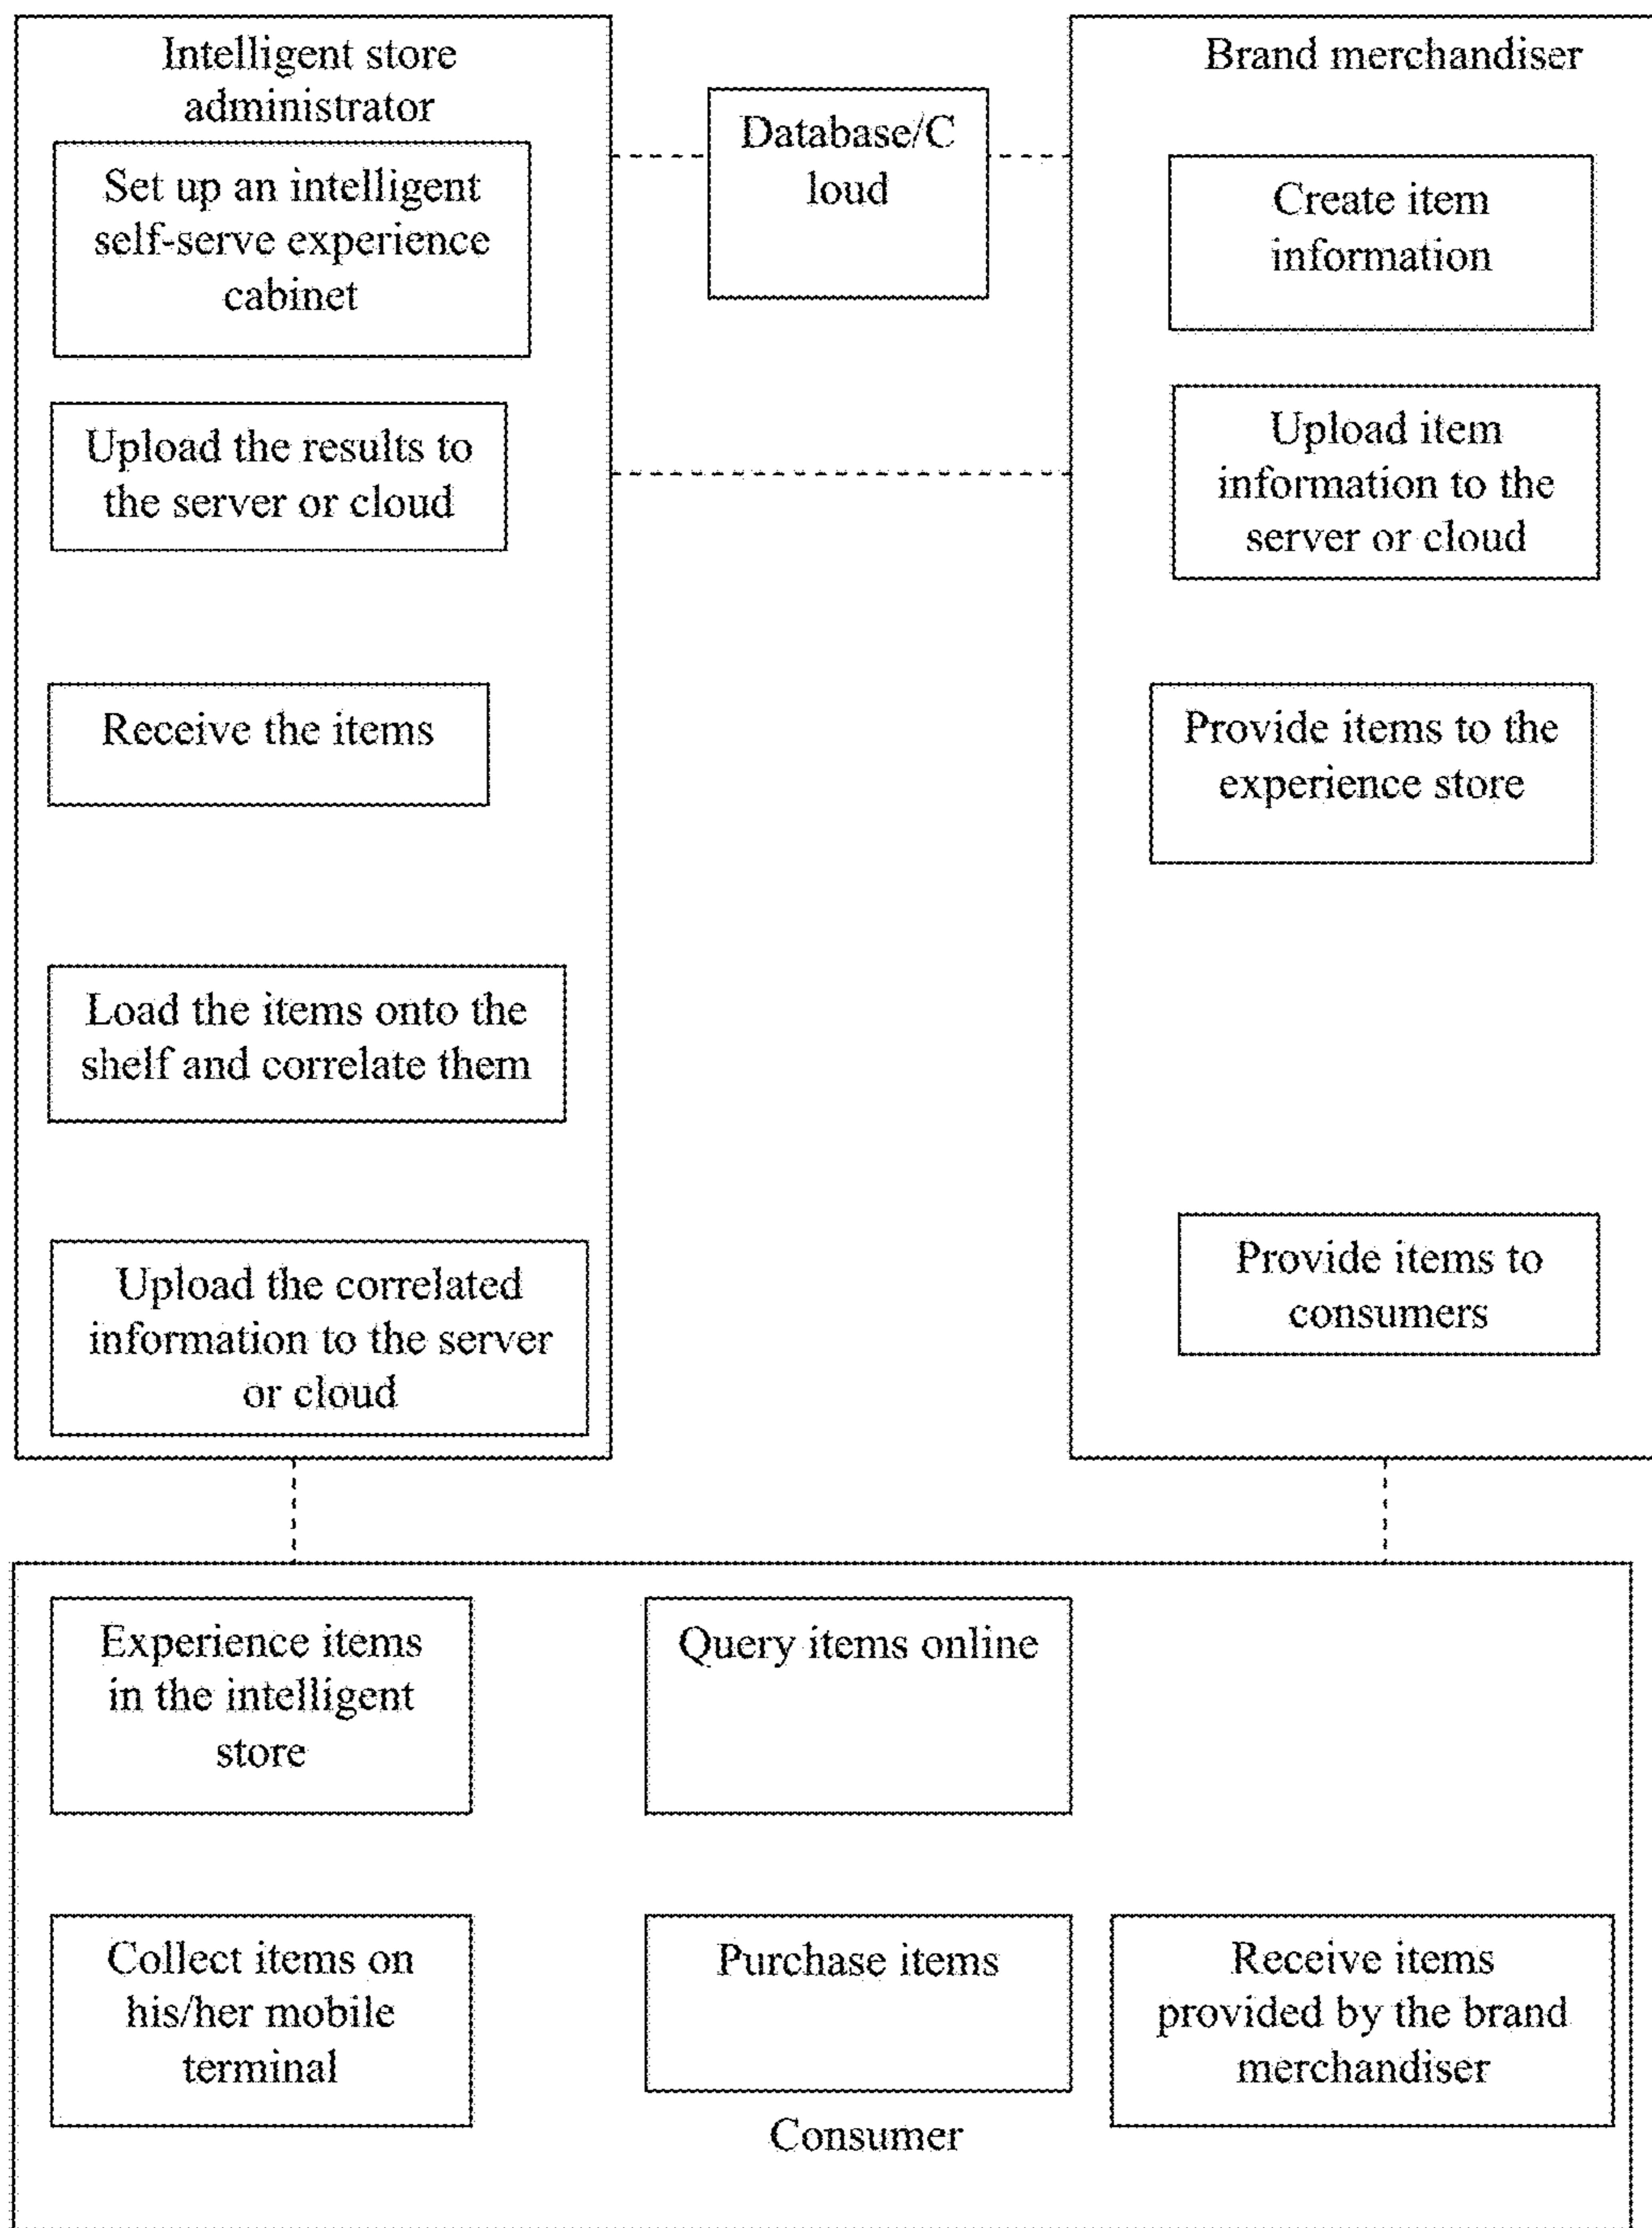 Intelligent store
administrator
Set up an intelligent
self-serve experience
cabinet
Upload the results to
the server or cloud
Receive the items
Load the items onto the
shelf and correlate them
Upload the correlated
information to the server
or cloud
Database/C
loud
Brand merchandiser
Create item
information
Upload item
information to the
server or cloud
Provide items to the
experience store
Provide items to
consumers
Experience items
in the intelligent
store
Query items online
Collect items on
his/her mobile
terminal
Purchase items
Receive items
provided by the brand
merchandiser
Consumer